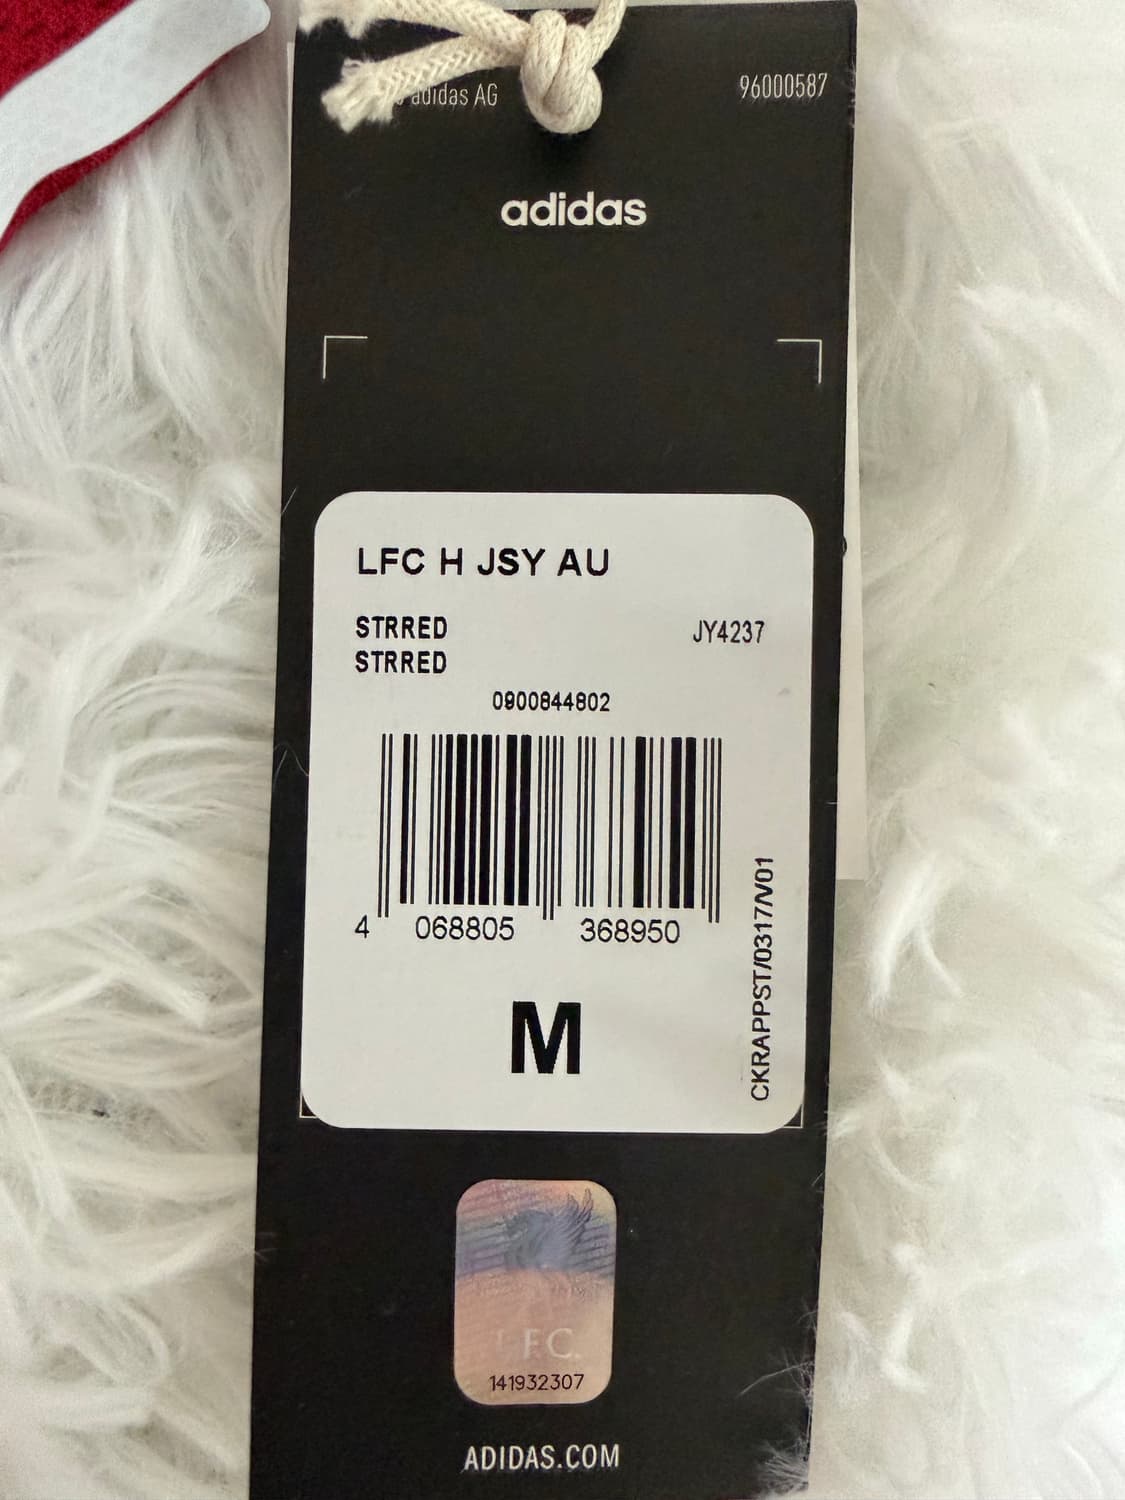 adidas AG
96000587
adidas
LFC H JSY AU
STRRED
JY4237
STRRED
0900844802
4 068805 368950
CKRAPPST/0317/V01
M
L.F.C.
141932307
ADIDAS.COM